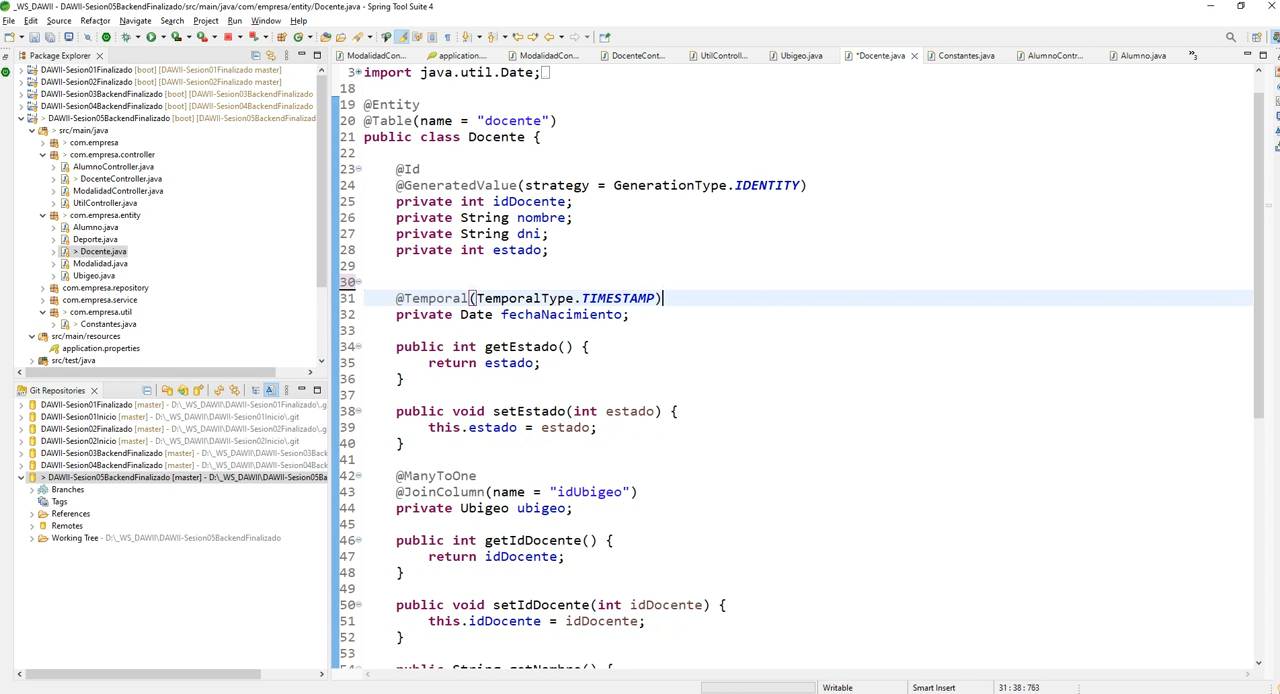 _WS_DAWII - DAWII-Sesion05BackendFinalizado/src/main/java/com/empresa/entity/Docente.java - Spring Tool Suite 4
File Edit Source Refactor Navigate Search Project Run Window Help
Package Explorer
ModalidadCon... application.... ModalidadCon... DocenteCont... UtilControll... Ubigeo.java *Docente.java Constantes.java AlumnoContr... Alumno.java »3
DAWII-Sesion01Finalizado [boot] [DAWII-Sesion01Finalizado master]
DAWII-Sesion02Finalizado [boot] [DAWII-Sesion02Finalizado master]
DAWII-Sesion03BackendFinalizado [boot] [DAWII-Sesion03BackendFinalizado
DAWII-Sesion04BackendFinalizado [boot] [DAWII-Sesion04BackendFinalizado
> DAWII-Sesion05BackendFinalizado [boot] [DAWII-Sesion05BackendFinalizad
> src/main/java
> com.empresa
> com.empresa.controller
AlumnoController.java
> DocenteController.java
ModalidadController.java
UtilController.java
> com.empresa.entity
Alumno.java
Deporte.java
> Docente.java
Modalidad.java
Ubigeo.java
com.empresa.repository
com.empresa.service
> com.empresa.util
> Constantes.java
src/main/resources
application.properties
src/test/java
Git Repositories
DAWII-Sesion01Finalizado [master] - D:\_WS_DAWII\DAWII-Sesion01Finalizado\.g
DAWII-Sesion01Inicio [master] - D:\_WS_DAWII\DAWII-Sesion01Inicio\.git
DAWII-Sesion02Finalizado [master] - D:\_WS_DAWII\DAWII-Sesion02Finalizado\.g
DAWII-Sesion02Inicio [master] - D:\_WS_DAWII\DAWII-Sesion02Inicio\.git
DAWII-Sesion03BackendFinalizado [master] - D:\_WS_DAWII\DAWII-Sesion03Back
DAWII-Sesion04BackendFinalizado [master] - D:\_WS_DAWII\DAWII-Sesion04Back
> DAWII-Sesion05BackendFinalizado [master] - D:\_WS_DAWII\DAWII-Sesion05Ba
Branches
Tags
References
Remotes
Working Tree - D:\_WS_DAWII\DAWII-Sesion05BackendFinalizado
3 import java.util.Date;
18
19 @Entity
20 @Table(name = "docente")
21 public class Docente {
22
23 @Id
24 @GeneratedValue(strategy = GenerationType.IDENTITY)
25 private int idDocente;
26 private String nombre;
27 private String dni;
28 private int estado;
29
30
31 @Temporal(TemporalType.TIMESTAMP)
32 private Date fechaNacimiento;
33
34 public int getEstado() {
35 return estado;
36 }
37
38 public void setEstado(int estado) {
39 this.estado = estado;
40 }
41
42 @ManyToOne
43 @JoinColumn(name = "idUbigeo")
44 private Ubigeo ubigeo;
45
46 public int getIdDocente() {
47 return idDocente;
48 }
49
50 public void setIdDocente(int idDocente) {
51 this.idDocente = idDocente;
52 }
53
54 public String getNombre() {
Writable Smart Insert 31 : 38 : 763